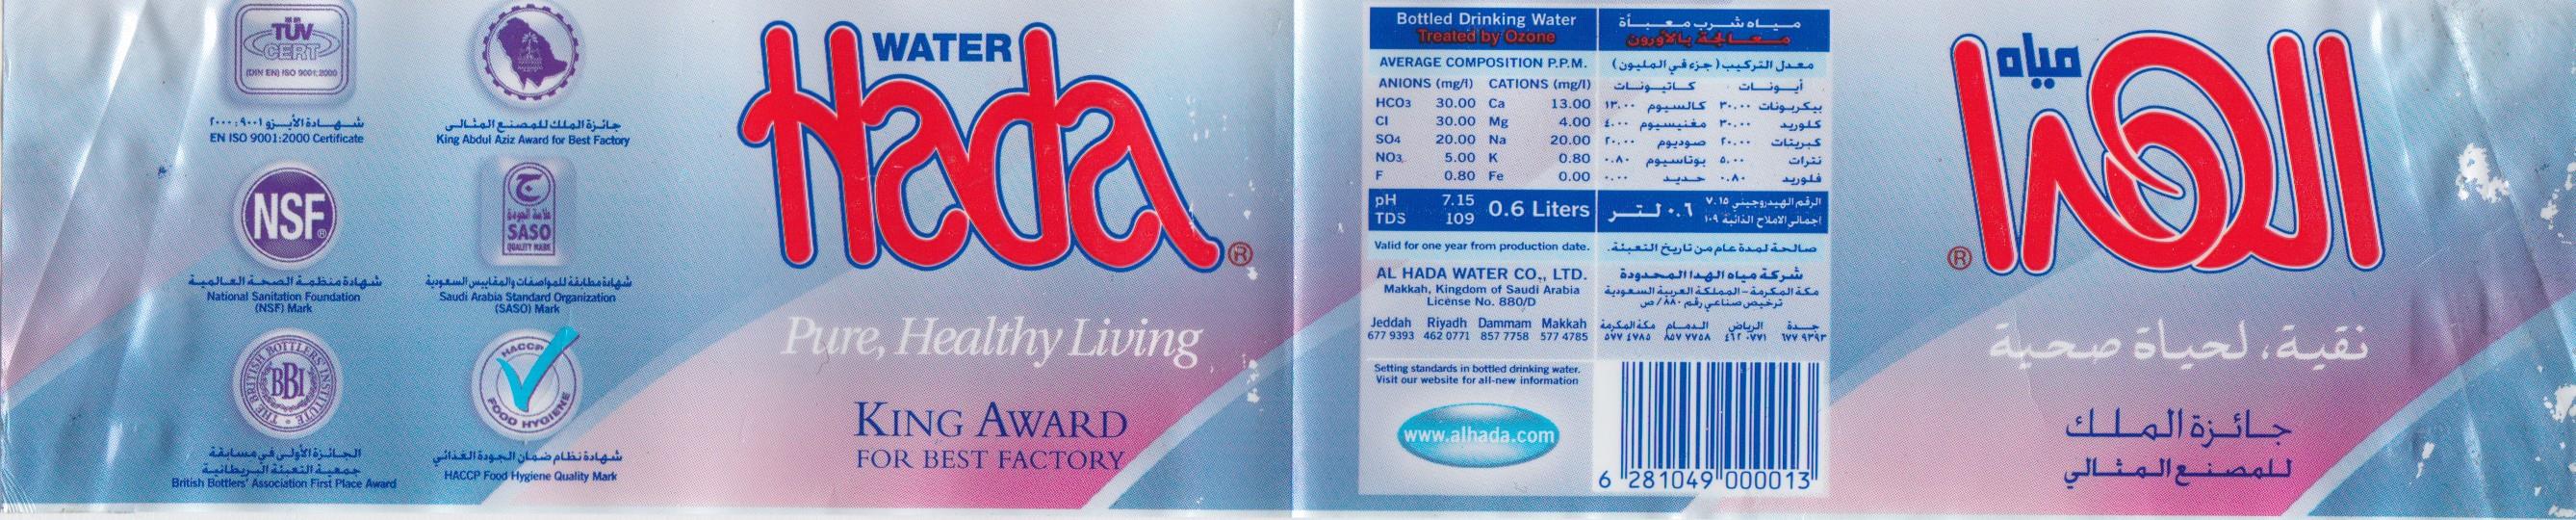 TÜV
CERT
(DIN EN) ISO 9001:2000
شهادة الأيزو ٩٠٠١ : ٢٠٠٠
EN ISO 9001:2000 Certificate
جائزة الملك للمصنع المثالي
King Abdul Aziz Award for Best Factory
NSF®
شهادة منظمة الصحة العالمية
National Sanitation Foundation
(NSF) Mark
علامة الجودة
SASO
QUALITY MARK
شهادة مطابقة للمواصفات والمقاييس السعودية
Saudi Arabia Standard Organization
(SASO) Mark
THE BRITISH BOTTLERS' INSTITUTE
BBI
الجائزة الأولى في مسابقة
جمعية التعبئة البريطانية
British Bottlers' Association First Place Award
HACCP
FOOD HYGIENE
شهادة نظام ضمان الجودة الغذائي
HACCP Food Hygiene Quality Mark
WATER
Hada®
Pure, Healthy Living
KING AWARD
FOR BEST FACTORY
Bottled Drinking Water مياه شرب معبأة
Treated by Ozone معالجة بالأوزون
AVERAGE COMPOSITION P.P.M. معدل التركيب (جزء في المليون)
ANIONS (mg/l) CATIONS (mg/l) أيونات كاتيونات
HCO3 30.00 Ca 13.00 بيكربونات ٣٠.٠٠ كالسيوم ١٣.٠٠
Cl 30.00 Mg 4.00 كلوريد ٣٠.٠٠ مغنيسيوم ٤.٠٠
SO4 20.00 Na 20.00 كبريتات ٢٠.٠٠ صوديوم ٢٠.٠٠
NO3 5.00 K 0.80 نترات ٥.٠٠ بوتاسيوم ٠.٨٠
F 0.80 Fe 0.00 فلوريد ٠.٨٠ حديد ٠.٠٠
pH 7.15 الرقم الهيدروجيني ٧.١٥
0.6 Liters ٠.٦ لتر
TDS 109 إجمالي الاملاح الذائبة ١٠٩
Valid for one year from production date. صالحة لمدة عام من تاريخ التعبئة.
AL HADA WATER CO., LTD. شركة مياه الهدا المحدودة
Makkah, Kingdom of Saudi Arabia مكة المكرمة - المملكة العربية السعودية
License No. 880/D ترخيص صناعي رقم ٨٨٠/ص
Jeddah Riyadh Dammam Makkah جدة الرياض الدمام مكة المكرمة
677 9393 462 0771 857 7758 577 4785 ٦٧٧ ٩٣٩٣ ٤٦٢ ٠٧٧١ ٨٥٧ ٧٧٥٨ ٥٧٧ ٤٧٨٥
Setting standards in bottled drinking water.
Visit our website for all-new information
www.alhada.com
6 281049 000013
مياه
الهدا®
نقية، لحياة صحية
جائزة الملك
للمصنع المثالي